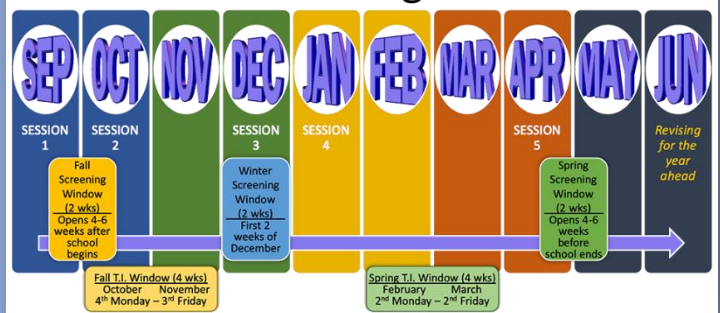 SEP OCT NOV DEC JAN FEB MAR APR MAY JUN
SESSION
1
SESSION
2
SESSION
3
SESSION
4
SESSION
5
Revising
for the
year
ahead
Fall
Screening
Window
(2 wks)
Opens 4-6
weeks after
school
begins
Winter
Screening
Window
(2 wks)
First 2
weeks of
December
Spring
Screening
Window
(2 wks)
Opens 4-6
weeks
before
school ends
Fall T.I. Window (4 wks)
October November
4th Monday – 3rd Friday
Spring T.I. Window (4 wks)
February March
2nd Monday – 2nd Friday